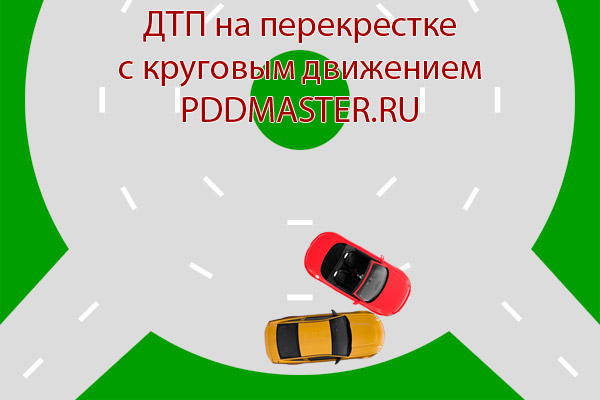 ДТП на перекрестке
с круговым движением
PDDMASTER.RU